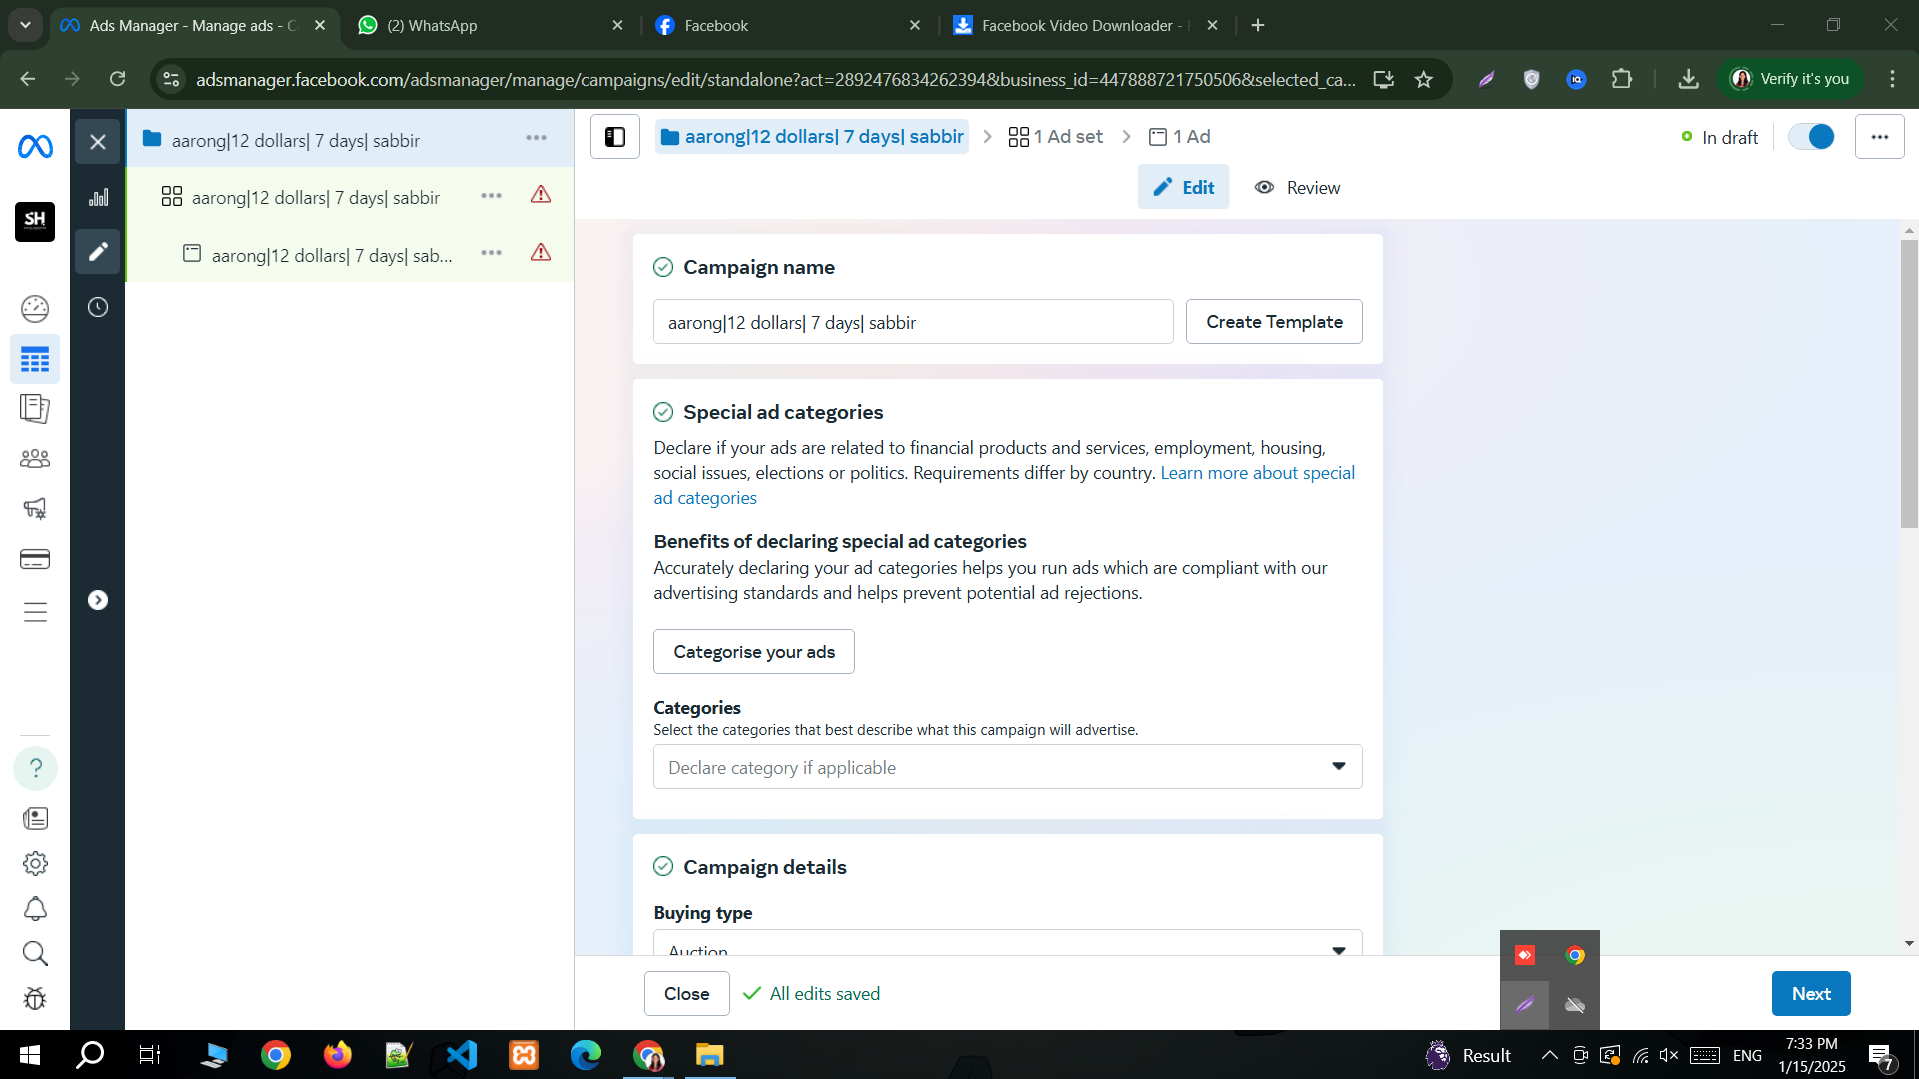 Ads Manager - Manage ads - C
(2) WhatsApp
Facebook
Facebook Video Downloader -
adsmanager.facebook.com/adsmanager/manage/campaigns/edit/standalone?act=2892476834262394&business_id=447888721750506&selected_ca...
Verify it's you
SH
aarong|12 dollars| 7 days| sabbir
aarong|12 dollars| 7 days| sabbir
aarong|12 dollars| 7 days| sab...
aarong|12 dollars| 7 days| sabbir
1 Ad set
1 Ad
In draft
Edit
Review
Campaign name
aarong|12 dollars| 7 days| sabbir
Create Template
Special ad categories
Declare if your ads are related to financial products and services, employment, housing,
social issues, elections or politics. Requirements differ by country. Learn more about special
ad categories
Benefits of declaring special ad categories
Accurately declaring your ad categories helps you run ads which are compliant with our
advertising standards and helps prevent potential ad rejections.
Categorise your ads
Categories
Select the categories that best describe what this campaign will advertise.
Declare category if applicable
Campaign details
Buying type
Auction
Close
All edits saved
Next
Result
ENG
7:33 PM
1/15/2025
7